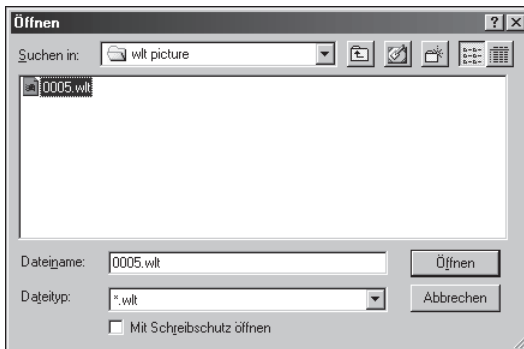 Öffnen
Suchen in: wlt picture
0005.wlt
Dateiname: 0005.wlt Öffnen
Dateityp: *.wlt Abbrechen
Mit Schreibschutz öffnen